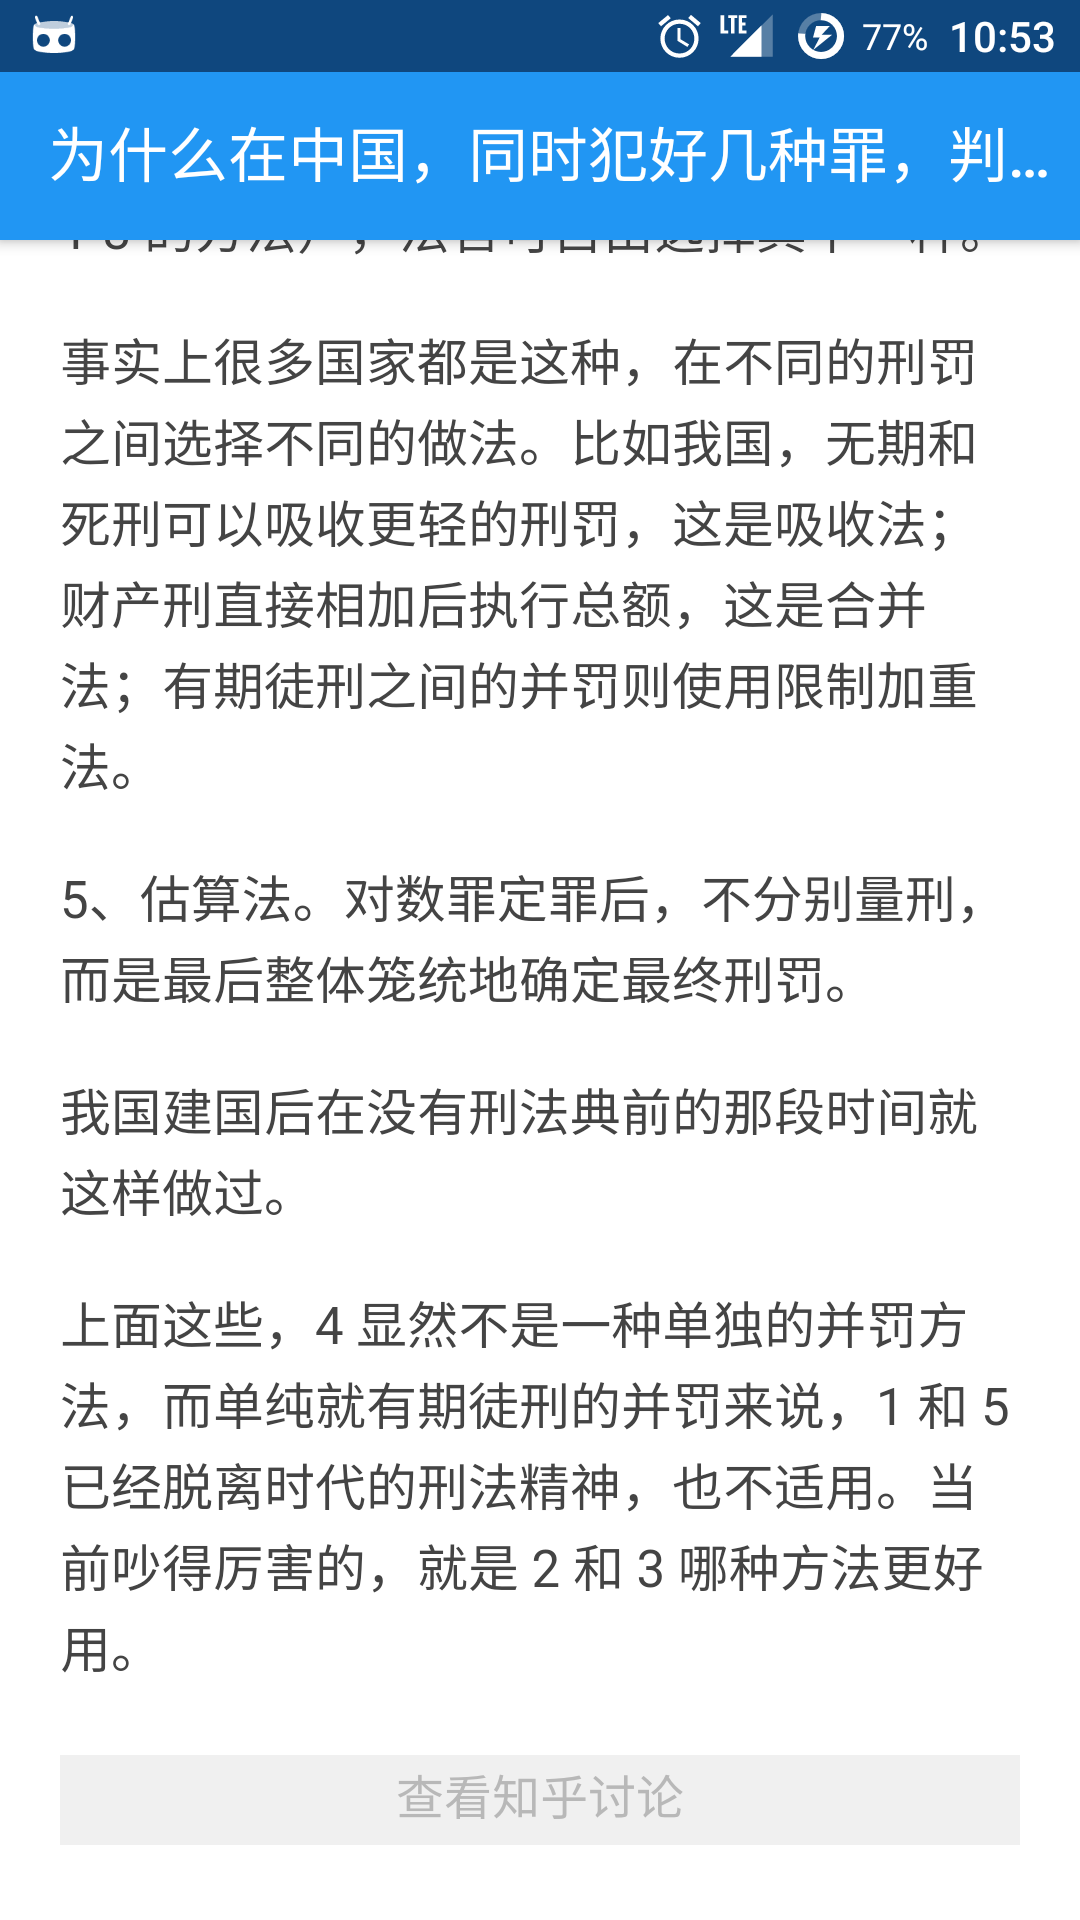 LTE 77% 10:53
为什么在中国，同时犯好几种罪，判...
事实上很多国家都是这种，在不同的刑罚
之间选择不同的做法。比如我国，无期和
死刑可以吸收更轻的刑罚，这是吸收法；
财产刑直接相加后执行总额，这是合并
法；有期徒刑之间的并罚则使用限制加重
法。
5、估算法。对数罪定罪后，不分别量刑，
而是最后整体笼统地确定最终刑罚。
我国建国后在没有刑法典前的那段时间就
这样做过。
上面这些，4 显然不是一种单独的并罚方
法，而单纯就有期徒刑的并罚来说，1 和 5
已经脱离时代的刑法精神，也不适用。当
前吵得厉害的，就是 2 和 3 哪种方法更好
用。
查看知乎讨论